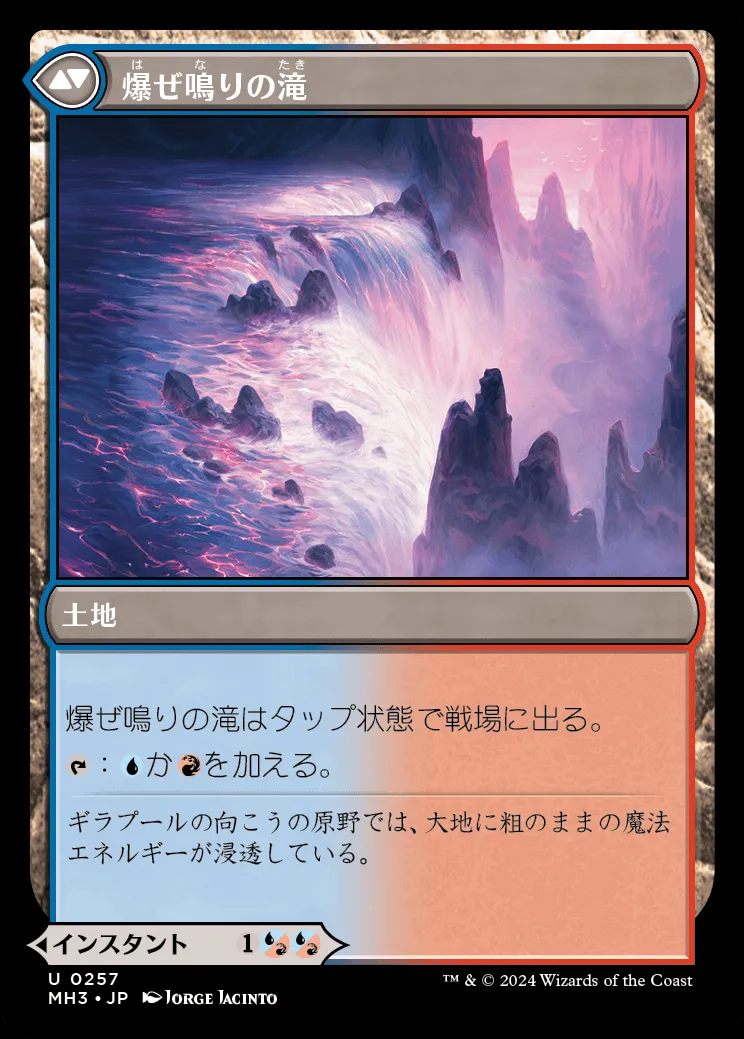 は な たき
爆ぜ鳴りの滝
土地
爆ぜ鳴りの滝はタップ状態で戦場に出る。
:か を加える。
ギラプールの向こうの原野では、大地に粗のままの魔法
エネルギーが浸透している。
インスタント 1
U 0257
MH3・JP JORGE JACINTO
™ & © 2024 Wizards of the Coast